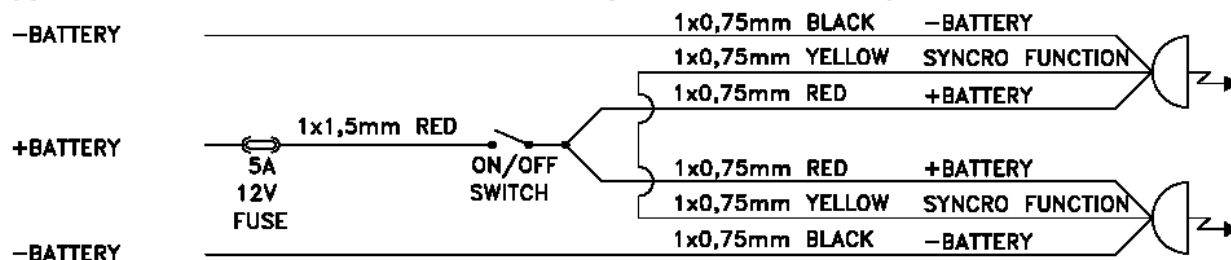 −BATTERY
1x0,75mm BLACK −BATTERY
1x0,75mm YELLOW SYNCRO FUNCTION
1x0,75mm RED +BATTERY
+BATTERY
1x1,5mm RED
5A
12V
FUSE
ON/OFF
SWITCH
1x0,75mm RED +BATTERY
1x0,75mm YELLOW SYNCRO FUNCTION
1x0,75mm BLACK −BATTERY
−BATTERY